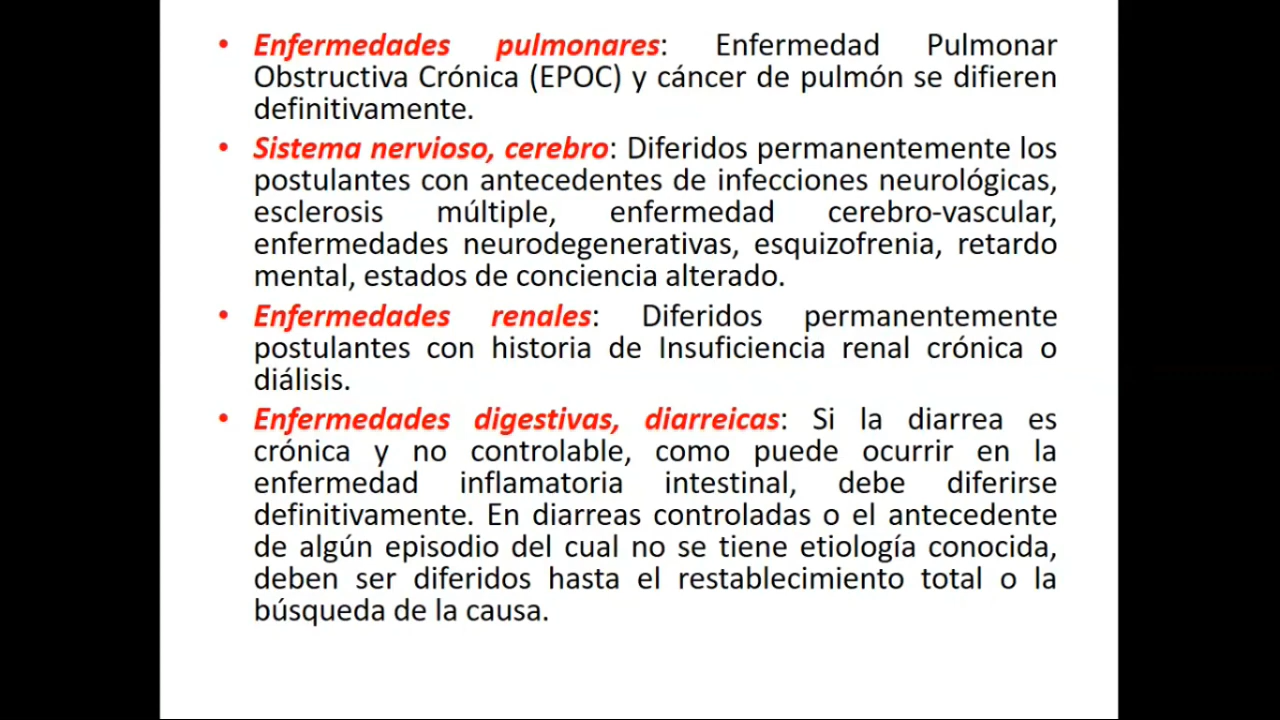 • Enfermedades pulmonares: Enfermedad Pulmonar
Obstructiva Crónica (EPOC) y cáncer de pulmón se difieren
definitivamente.
• Sistema nervioso, cerebro: Diferidos permanentemente los
postulantes con antecedentes de infecciones neurológicas,
esclerosis múltiple, enfermedad cerebro-vascular,
enfermedades neurodegenerativas, esquizofrenia, retardo
mental, estados de conciencia alterado.
• Enfermedades renales: Diferidos permanentemente
postulantes con historia de Insuficiencia renal crónica o
diálisis.
• Enfermedades digestivas, diarreicas: Si la diarrea es
crónica y no controlable, como puede ocurrir en la
enfermedad inflamatoria intestinal, debe diferirse
definitivamente. En diarreas controladas o el antecedente
de algún episodio del cual no se tiene etiología conocida,
deben ser diferidos hasta el restablecimiento total o la
búsqueda de la causa.